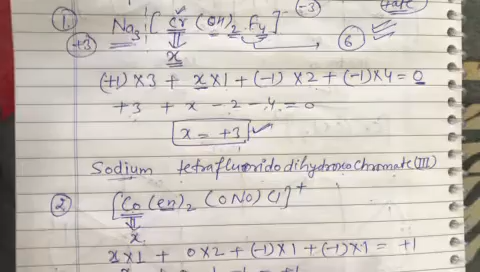 -3
① Na₃[Cr(OH)₂F₄]
+3 6
x
(+1)×3 + x×1 + (-1)×2 + (-1)×4 = 0
+3 + x - 2 - 4 = 0
x = +3
Sodium tetrafluoridodihydroxochromate(III)
② [Co(en)₂(ONO)Cl]⁺
x
x×1 + 0×2 + (-1)×1 + (-1)×1 = +1